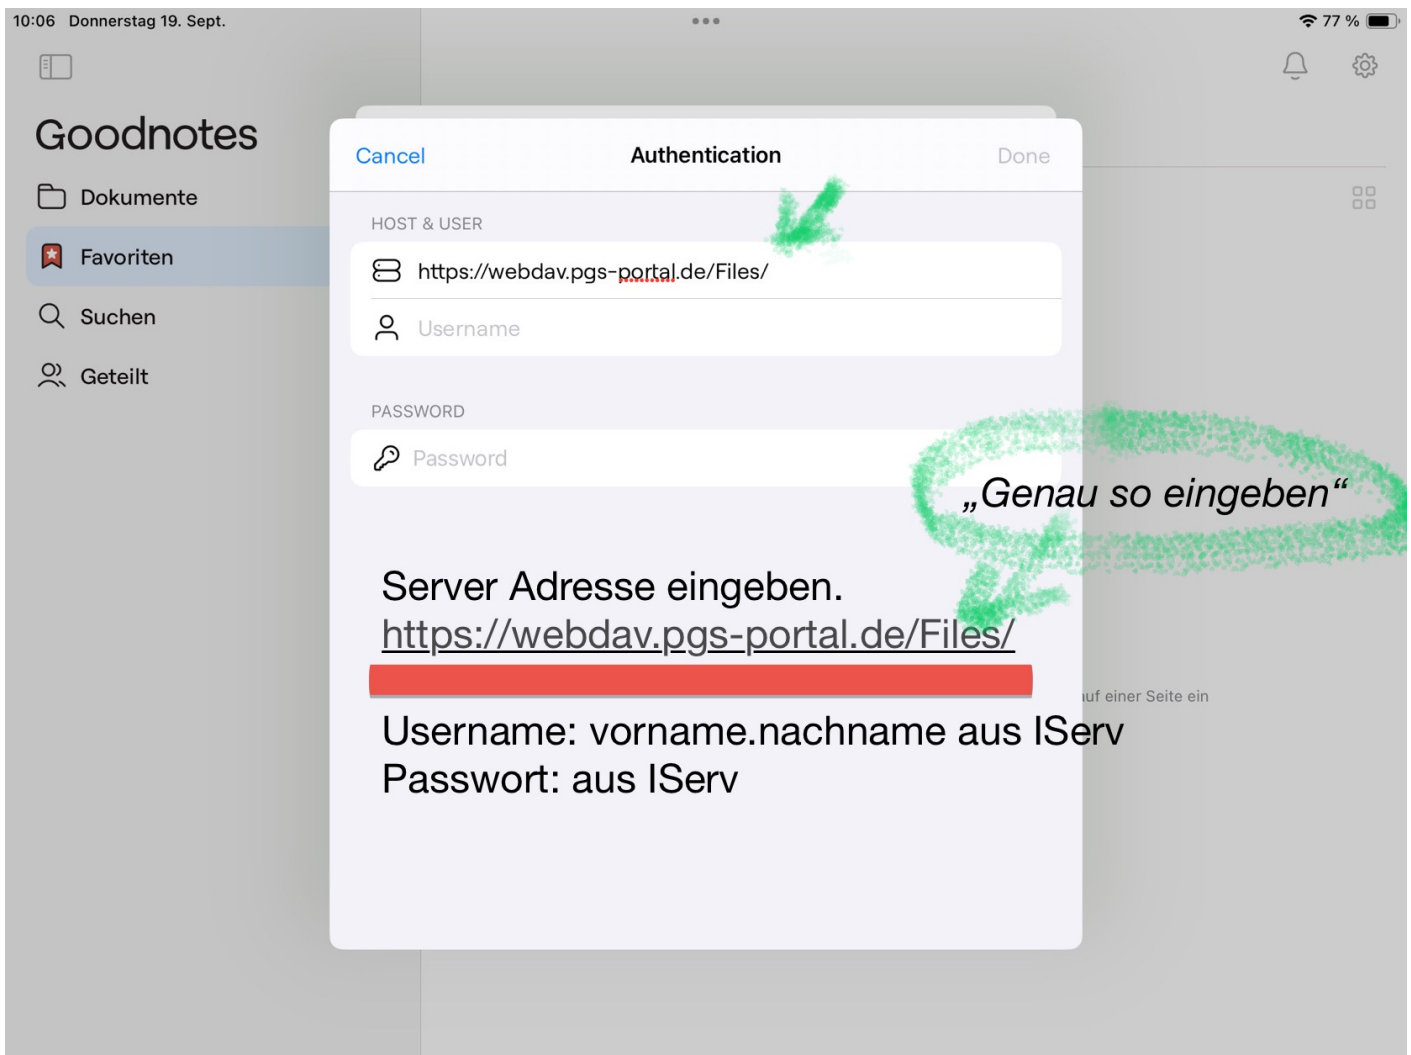 10:06 Donnerstag 19. Sept.
77 %
Goodnotes
Dokumente
Favoriten
Suchen
Geteilt
Cancel
Authentication
Done
HOST & USER
https://webdav.pgs-portal.de/Files/
Username
PASSWORD
Password
„Genau so eingeben“
Server Adresse eingeben.
https://webdav.pgs-portal.de/Files/
auf einer Seite ein
Username: vorname.nachname aus IServ
Passwort: aus IServ